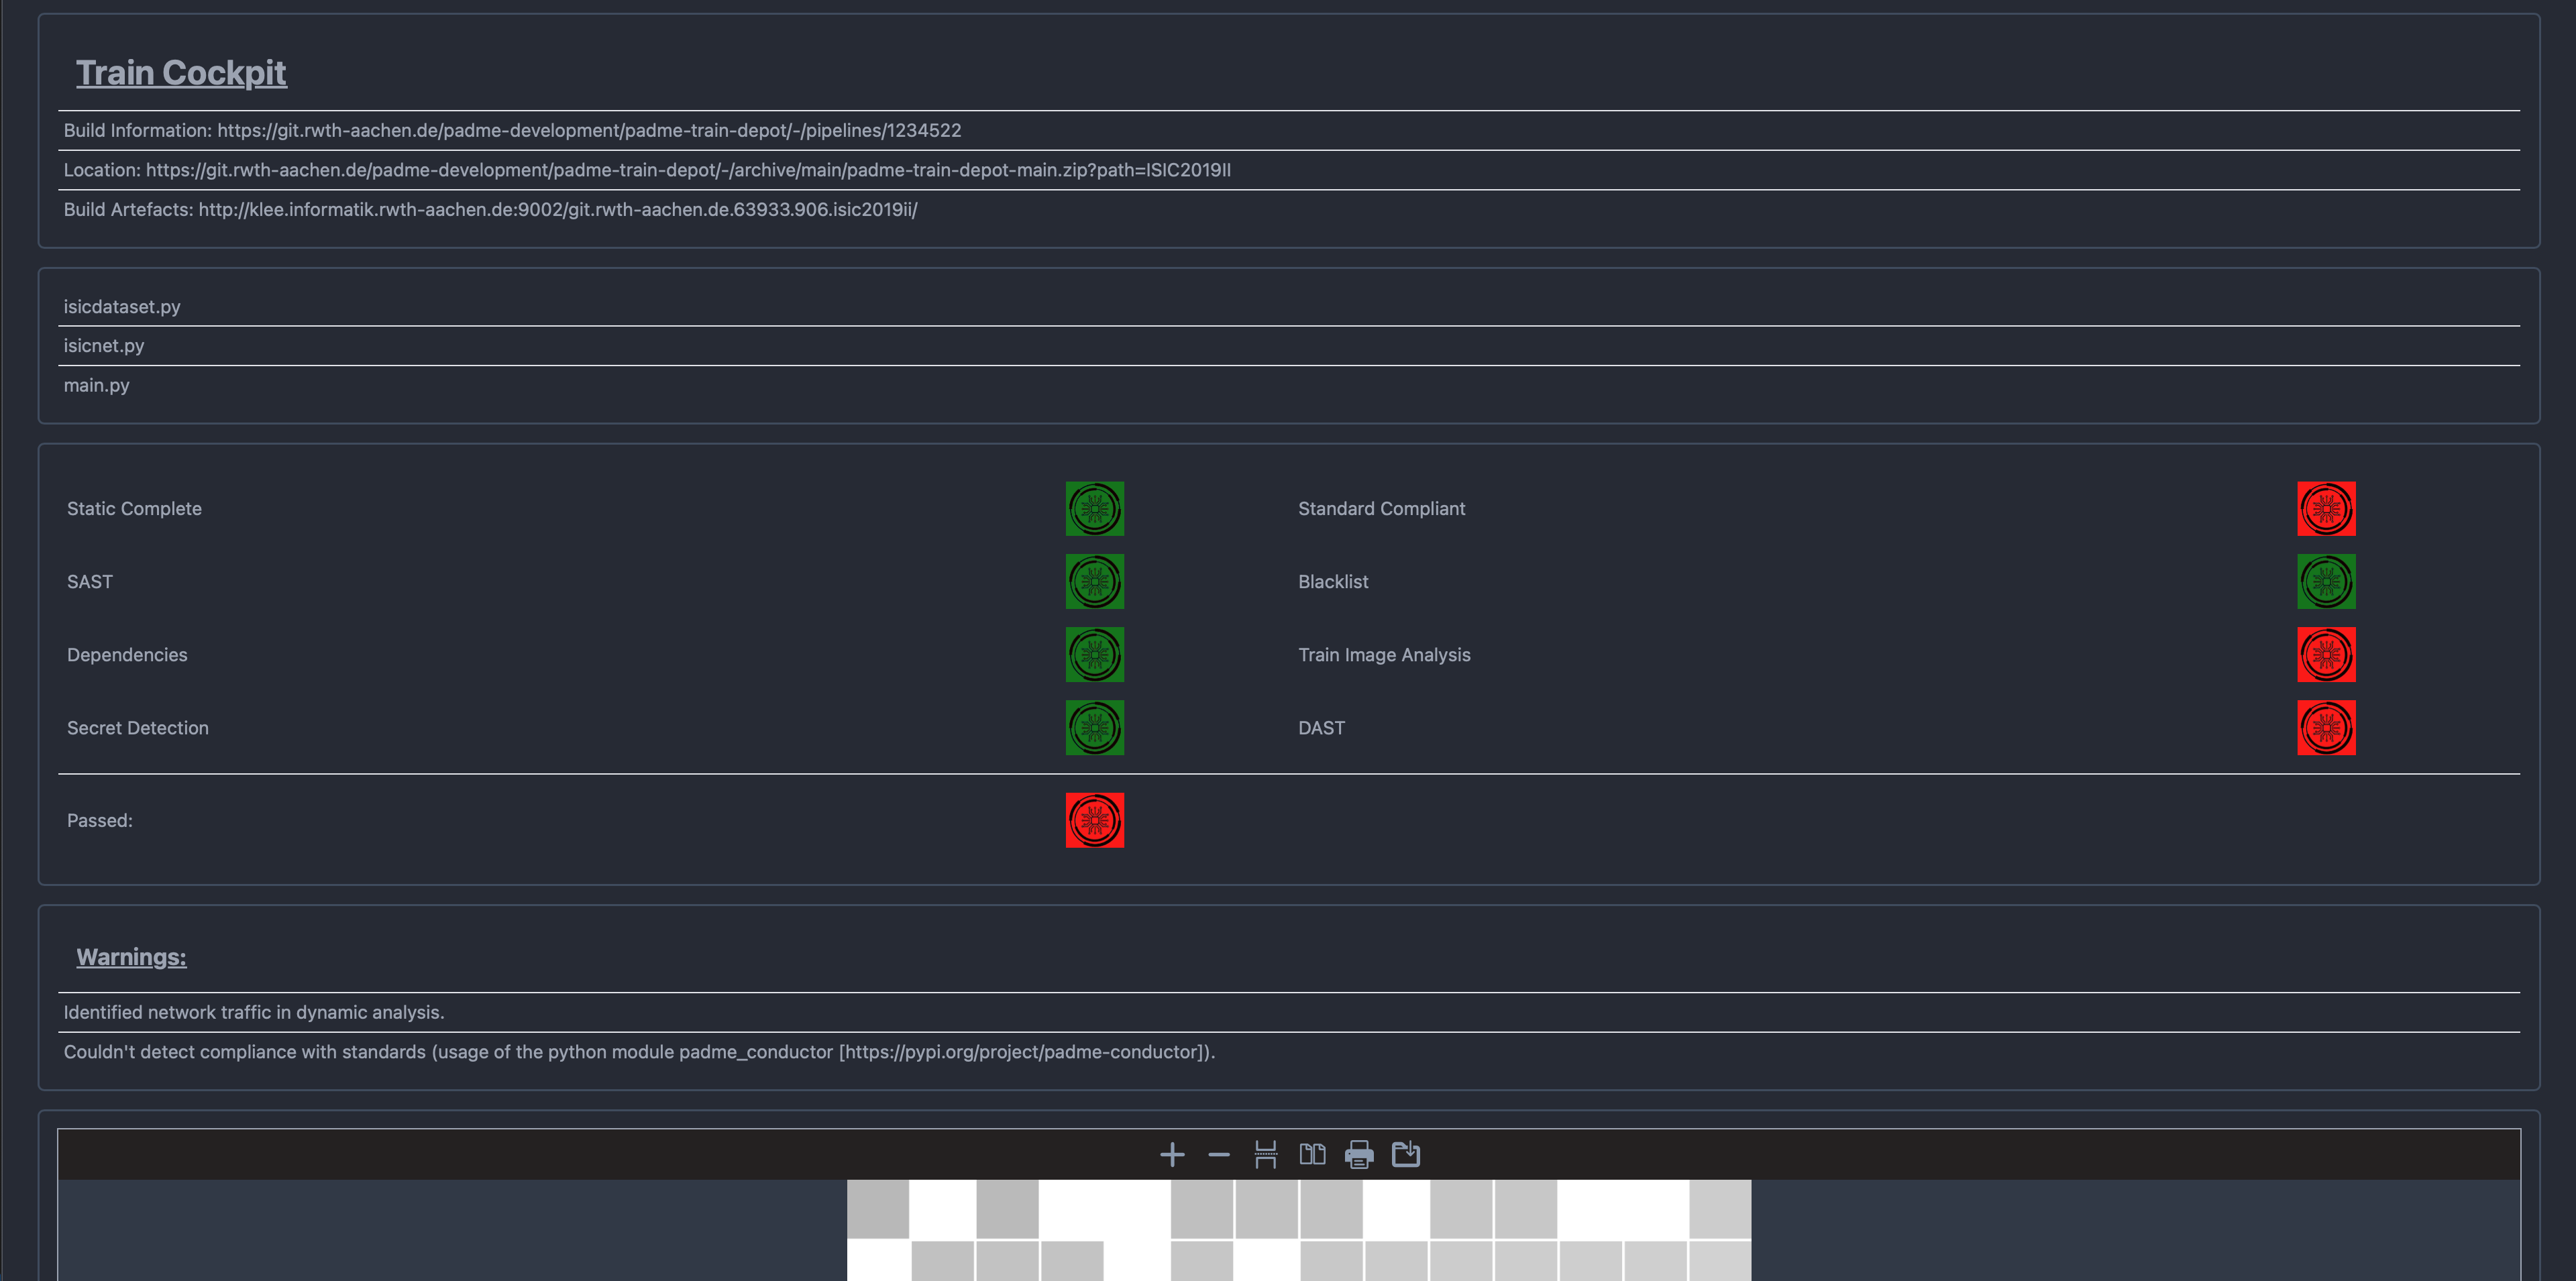 Train Cockpit
Build Information: https://git.rwth-aachen.de/padme-development/padme-train-depot/-/pipelines/1234522
Location: https://git.rwth-aachen.de/padme-development/padme-train-depot/-/archive/main/padme-train-depot-main.zip?path=ISIC2019II
Build Artefacts: http://klee.informatik.rwth-aachen.de:9002/git.rwth-aachen.de.63933.906.isic2019ii/
isicdataset.py
isicnet.py
main.py
Static Complete
Standard Compliant
SAST
Blacklist
Dependencies
Train Image Analysis
Secret Detection
DAST
Passed:
Warnings:
Identified network traffic in dynamic analysis.
Couldn't detect compliance with standards (usage of the python module padme_conductor [https://pypi.org/project/padme-conductor]).